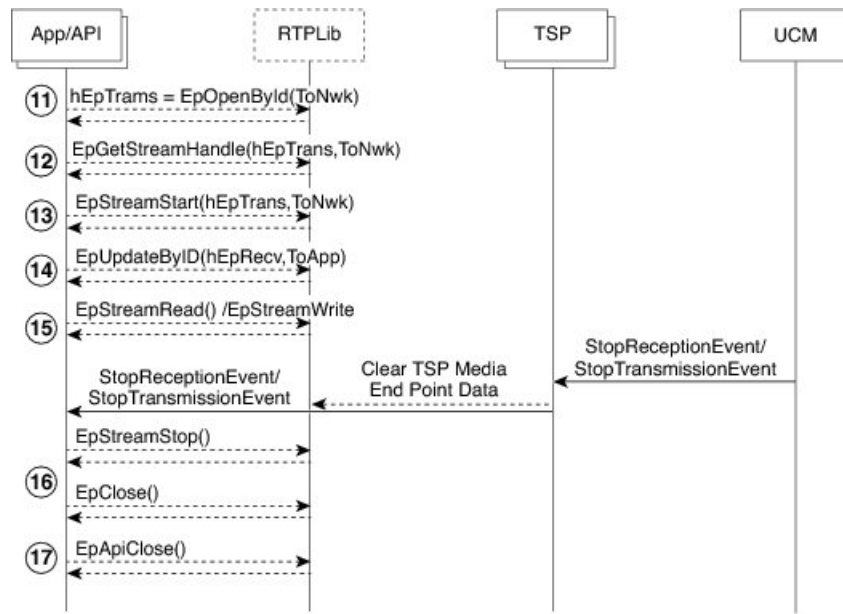 App/API
RTPLib
TSP
UCM
11
hEpTrams = EpOpenById(ToNwk)
12
EpGetStreamHandle(hEpTrans,ToNwk)
13
EpStreamStart(hEpTrans,ToNwk)
14
EpUpdateByID(hEpRecv,ToApp)
15
EpStreamRead() /EpStreamWrite
StopReceptionEvent/
StopTransmissionEvent
Clear TSP Media
End Point Data
StopReceptionEvent/
StopTransmissionEvent
EpStreamStop()
16
EpClose()
17
EpApiClose()